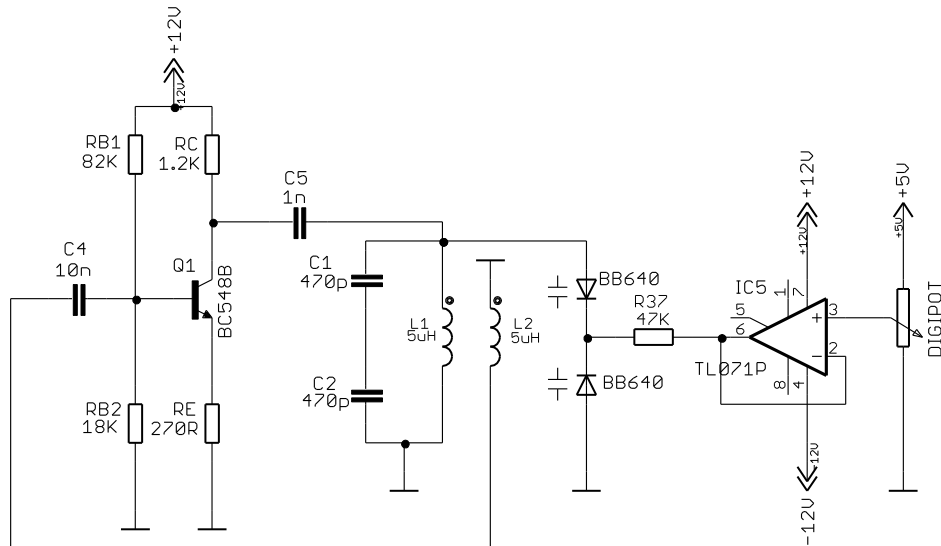 +12V
+12V
RB1
82K
RC
1.2K
C5
1n
C4
10n
Q1
BC548B
C1
470p
C2
470p
L1
5uH
L2
5uH
RB2
18K
RE
270R
BB640
BB640
R37
47K
IC5
TL071P
1
7
5
6
3
2
8
4
+
−
+12V
+12V
+5V
+5V
DIGIPOT
-12V
-12V